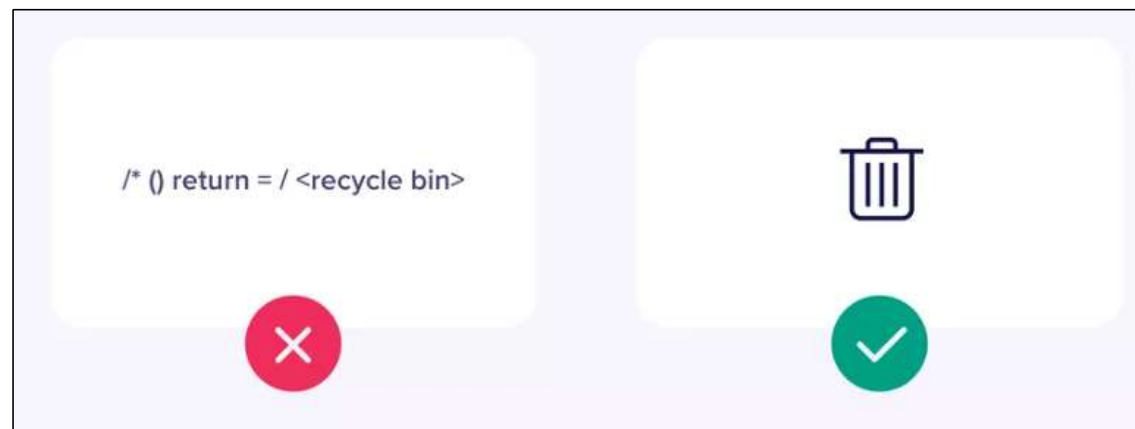 /* () return = / <recycle bin>